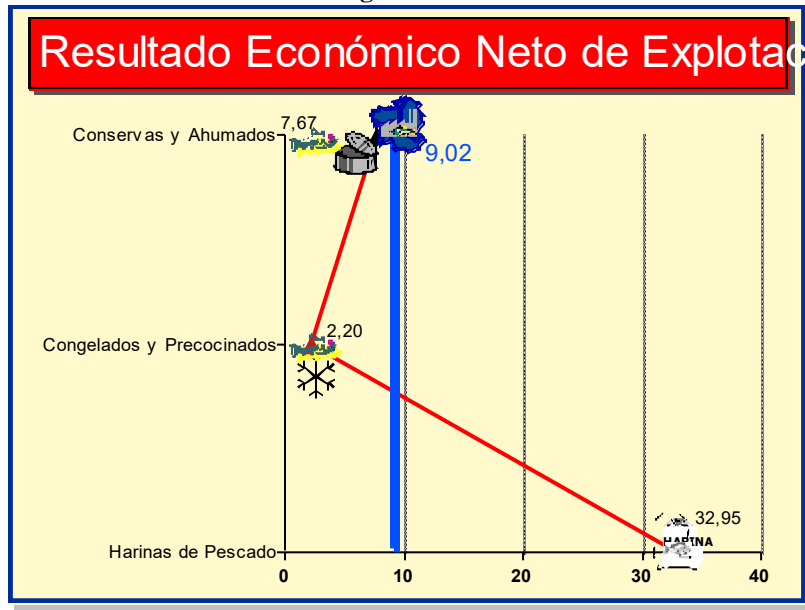 Resultado Económico Neto de Explotac
7,67
Conservas y Ahumados
9,02
2,20
Congelados y Precocinados
32,95
HARINA
Harinas de Pescado
0 10 20 30 40